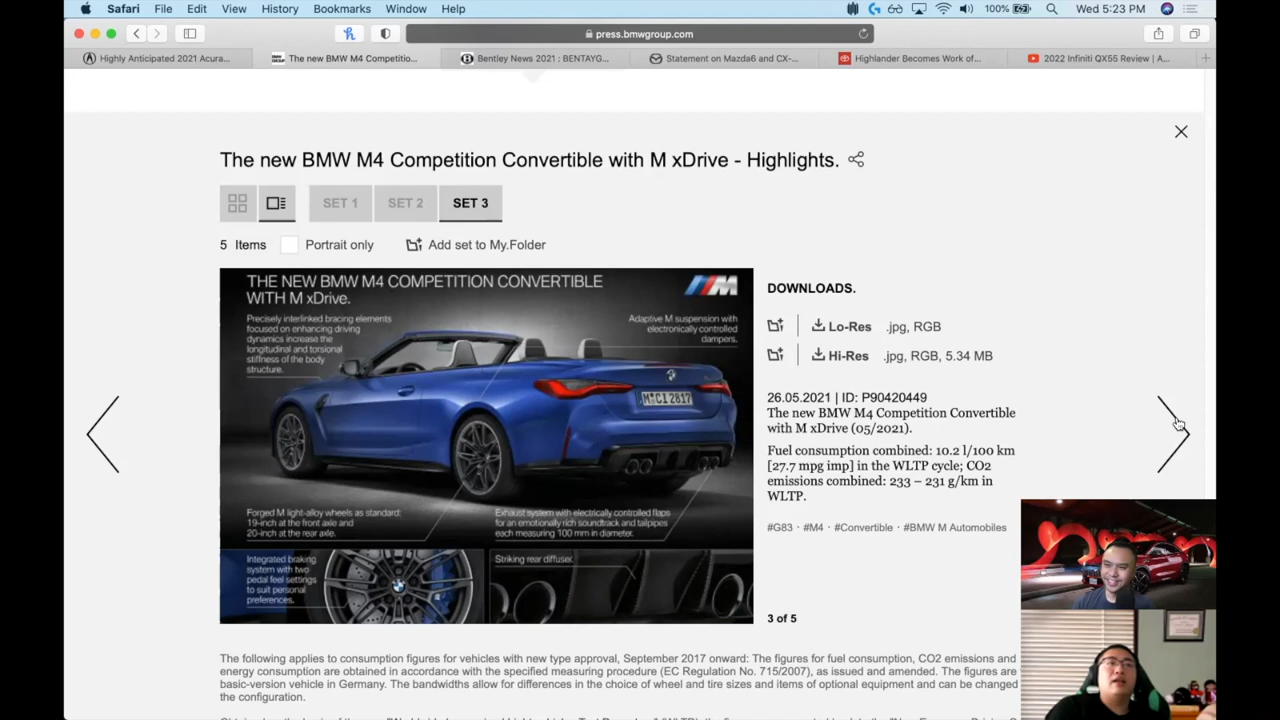 Safari File Edit View History Bookmarks Window Help 100% Wed 5:23 PM
press.bmwgroup.com
Highly Anticipated 2021 Acura... The new BMW M4 Competitio... Bentley News 2021 : BENTAYG... Statement on Mazda6 and CX-... Highlander Becomes Work of... 2022 Infiniti QX55 Review | A...
The new BMW M4 Competition Convertible with M xDrive - Highlights.
SET 1 SET 2 SET 3
5 Items Portrait only Add set to My.Folder
THE NEW BMW M4 COMPETITION CONVERTIBLE
WITH M xDRIVE.
M
Precisely interlinked bracing elements
focused on enhancing driving
dynamics increase the
longitudinal and torsional
stiffness of the body
structure.
Adaptive M suspension with
electronically controlled
dampers.
M·CI 2817
Forged M light-alloy wheels as standard:
19-inch at the front axle and
20-inch at the rear axle.
Exhaust system with electrically controlled flaps
for an emotionally rich soundtrack and tailpipes
each measuring 100 mm in diameter.
Integrated braking
system with two
pedal feel settings
to suit personal
preferences.
Striking rear diffuser.
DOWNLOADS.
Lo-Res .jpg, RGB
Hi-Res .jpg, RGB, 5.34 MB
26.05.2021 | ID: P90420449
The new BMW M4 Competition Convertible
with M xDrive (05/2021).
Fuel consumption combined: 10.2 l/100 km
[27.7 mpg imp] in the WLTP cycle; CO2
emissions combined: 233 – 231 g/km in
WLTP.
#G83 · #M4 · #Convertible · #BMW M Automobiles
3 of 5
The following applies to consumption figures for vehicles with new type approval, September 2017 onward: The figures for fuel consumption, CO2 emissions and
energy consumption are obtained in accordance with the specified measuring procedure (EC Regulation No. 715/2007), as issued and amended. The figures are
basic-version vehicle in Germany. The bandwidths allow for differences in the choice of wheel and tire sizes and items of optional equipment and can be changed
the configuration.